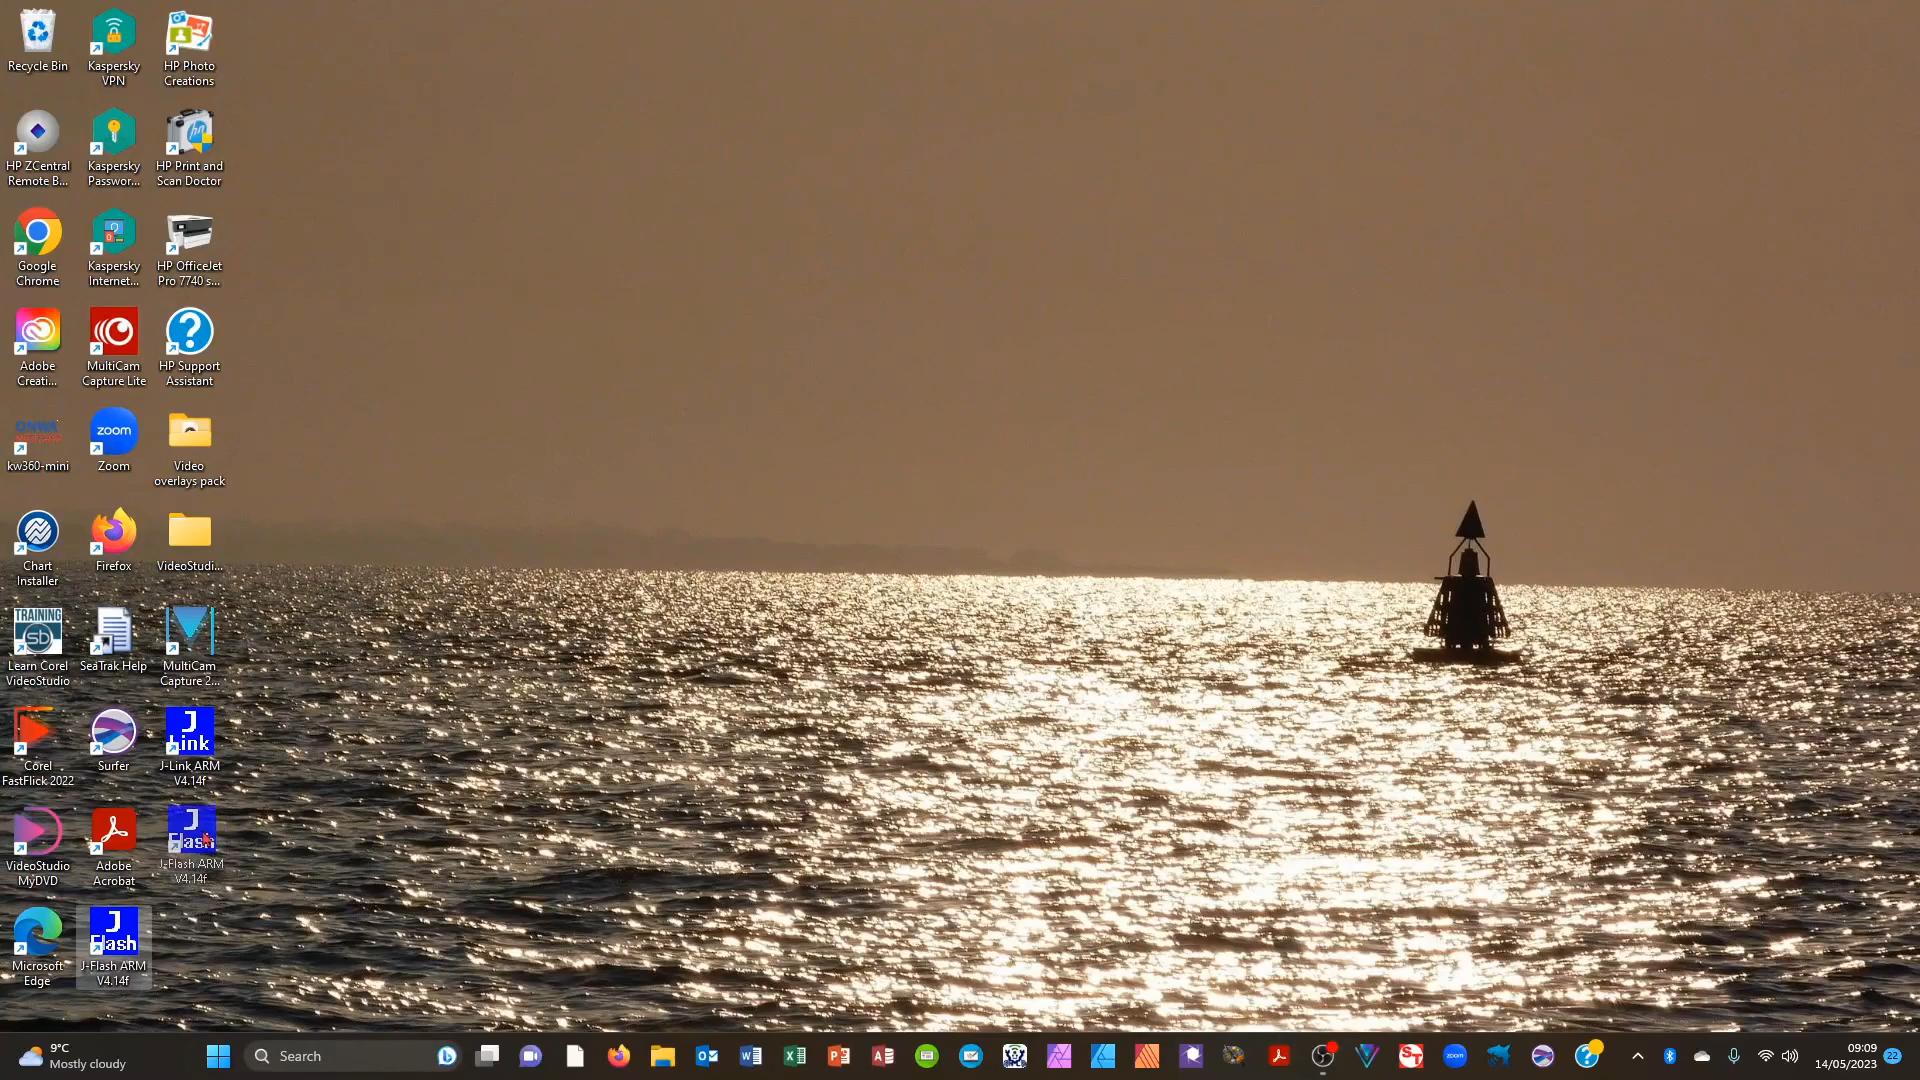 Recycle Bin
Kaspersky
VPN
HP Photo
Creations
HP ZCentral
Remote B...
Kaspersky
Passwor...
hp
HP Print and
Scan Doctor
Google
Chrome
Kaspersky
Internet...
HP OfficeJet
Pro 7740 s...
Adobe
Creati...
MultiCam
Capture Lite
?
HP Support
Assistant
ONWA
kw360-mini
zoom
Zoom
Video
overlays pack
Chart
Installer
Firefox
VideoStudi...
TRAINING
sb
Learn Corel
VideoStudio
SeaTrak Help
MultiCam
Capture 2...
Corel
FastFlick 2022
Surfer
J
Link
J-Link ARM
V4.14f
VideoStudio
MyDVD
Adobe
Acrobat
J
Flash
J-Flash ARM
V4.14f
Microsoft
Edge
J
Flash
J-Flash ARM
V4.14f
9°C
Mostly cloudy
Search
zoom
09:09
14/05/2023
22